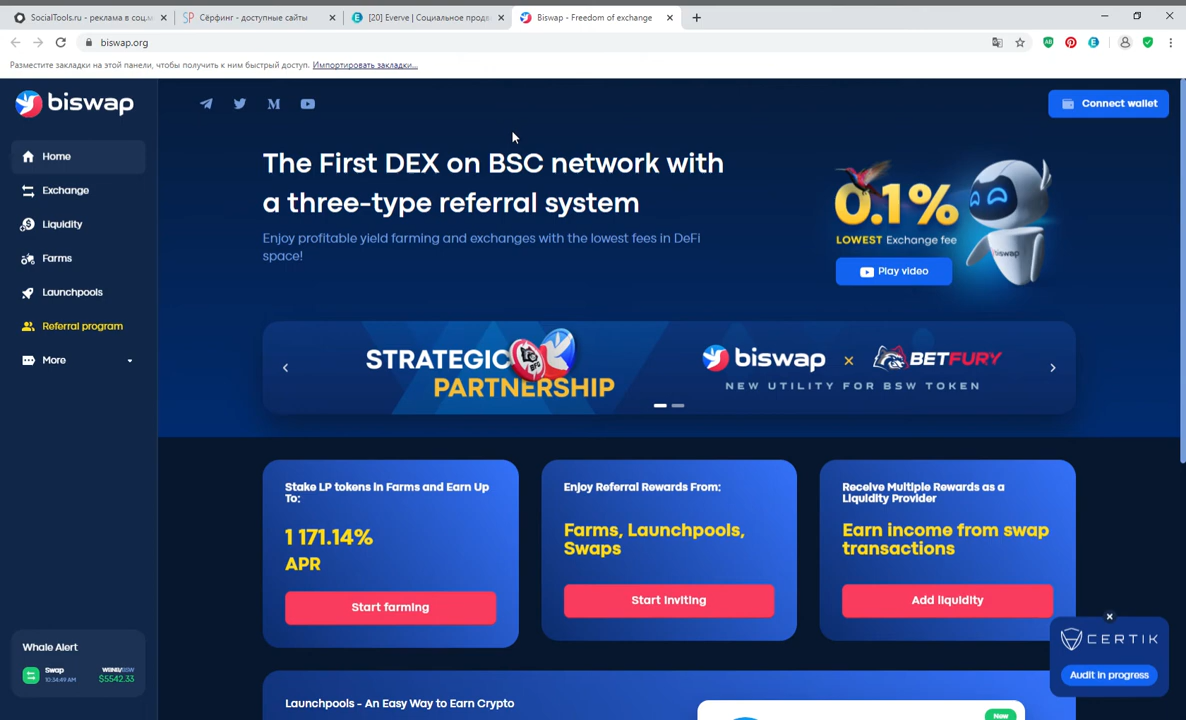 SocialTools.ru - реклама в соц.м
Сёрфинг - доступные сайты
[20] Everve | Социальное продв
Biswap - Freedom of exchange
biswap.org
Разместите закладки на этой панели, чтобы получить к ним быстрый доступ. Импортировать закладки...
biswap
Connect wallet
Home
Exchange
Liquidity
Farms
Launchpools
Referral program
More
The First DEX on BSC network with
a three-type referral system
Enjoy profitable yield farming and exchanges with the lowest fees in DeFi
space!
0.1%
LOWEST Exchange fee
Play video
biswap
STRATEGIC
PARTNERSHIP
biswap × BETFURY
NEW UTILITY FOR BSW TOKEN
Stake LP tokens in Farms and Earn Up
To:
1 171.14%
APR
Start farming
Enjoy Referral Rewards From:
Farms, Launchpools,
Swaps
Start inviting
Receive Multiple Rewards as a
Liquidity Provider
Earn income from swap
transactions
Add liquidity
Whale Alert
Swap
10:34:49 AM
$5542.33
CERTIK
Audit in progress
Launchpools - An Easy Way to Earn Crypto
New